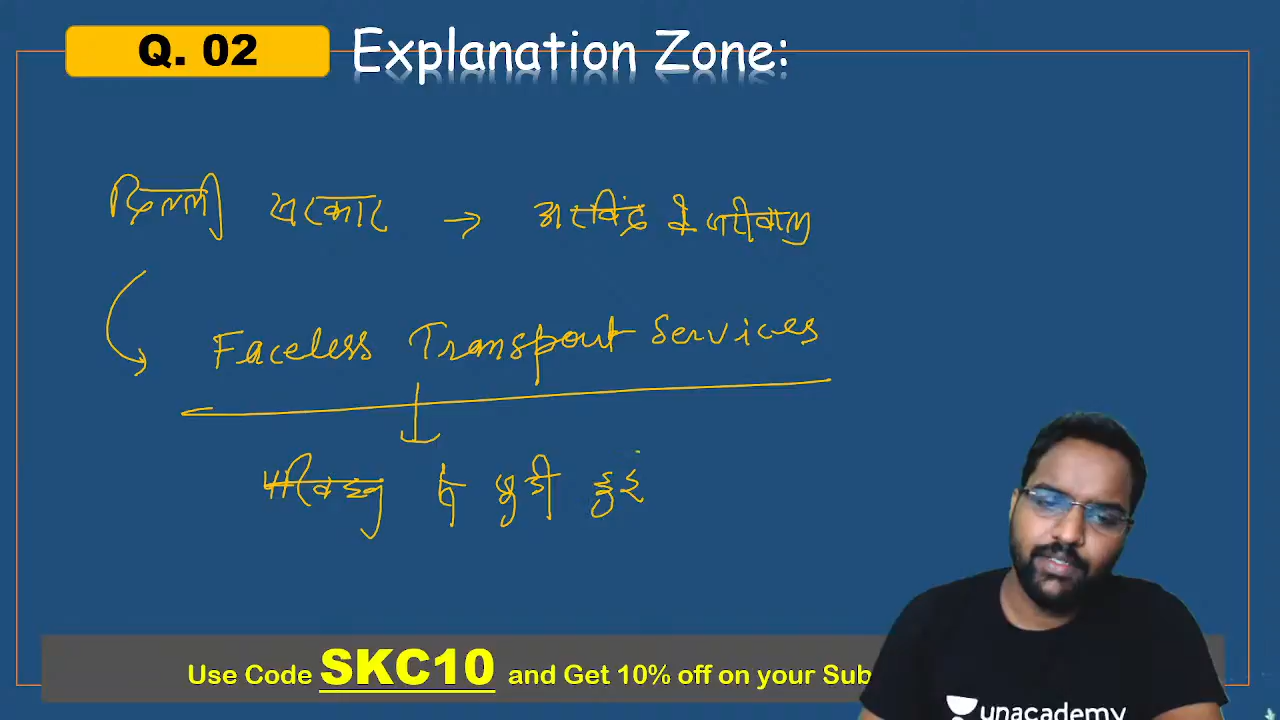 Q. 02 Explanation Zone:
दिल्ली सरकार → अरविंद केजरीवाल
Faceless Transport Services
परिवहन से जुडी हुई
Use Code SKC10 and Get 10% off on your Sub
unacademy